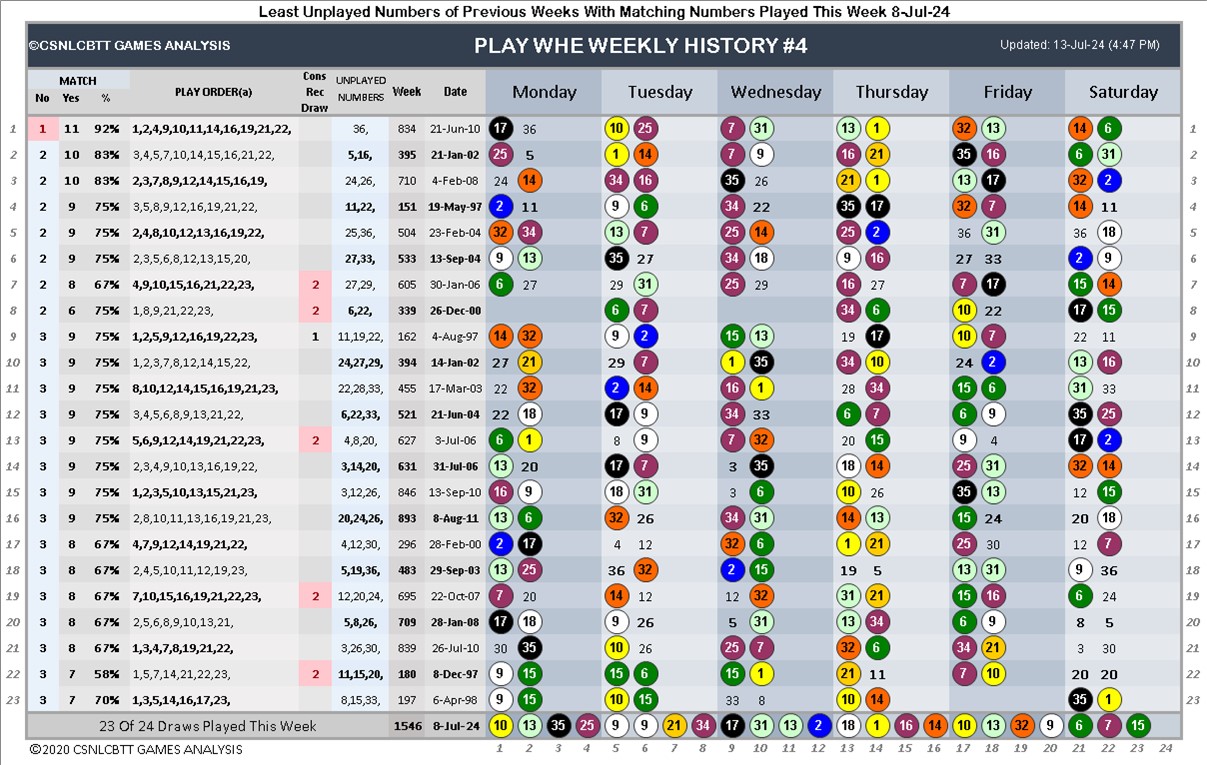 Least Unplayed Numbers of Previous Weeks With Matching Numbers Played This Week 8-Jul-24
©CSNLCBTT GAMES ANALYSIS PLAY WHE WEEKLY HISTORY #4 Updated: 13-Jul-24 (4:47 PM)
MATCH PLAY ORDER(a) Cons Rec Draw UNPLAYED NUMBERS Week Date Monday Tuesday Wednesday Thursday Friday Saturday
No Yes %
1 1 11 92% 1,2,4,9,10,11,14,16,19,21,22, 36, 834 21-Jun-10 17 36 10 25 7 31 13 1 32 13 14 6 1
2 2 10 83% 3,4,5,7,10,14,15,16,21,22, 5,16, 395 21-Jan-02 25 5 1 14 7 9 16 21 35 16 6 31 2
3 2 10 83% 2,3,7,8,9,12,14,15,16,19, 24,26, 710 4-Feb-08 24 14 34 16 35 26 21 1 13 17 32 2 3
4 2 9 75% 3,5,8,9,12,16,19,21,22, 11,22, 151 19-May-97 2 11 9 6 34 22 35 17 32 7 14 11 4
5 2 9 75% 2,4,8,10,12,13,16,19,22, 25,36, 504 23-Feb-04 32 34 13 7 25 14 25 2 36 31 36 18 5
6 2 9 75% 2,3,5,6,8,12,13,15,20, 27,33, 533 13-Sep-04 9 13 35 27 34 18 9 16 27 33 2 9 6
7 2 8 67% 4,9,10,15,16,21,22,23, 2 27,29, 605 30-Jan-06 6 27 29 31 25 29 16 27 7 17 15 14 7
8 2 6 75% 1,8,9,21,22,23, 2 6,22, 339 26-Dec-00 6 7 34 6 10 22 17 15 8
9 3 9 75% 1,2,5,9,12,16,19,22,23, 1 11,19,22, 162 4-Aug-97 14 32 9 2 15 13 19 17 10 7 22 11 9
10 3 9 75% 1,2,3,7,8,12,14,15,22, 24,27,29, 394 14-Jan-02 27 21 29 7 1 35 34 10 24 2 13 16 10
11 3 9 75% 8,10,12,14,15,16,19,21,23, 22,28,33, 455 17-Mar-03 22 32 2 14 16 1 28 34 15 6 31 33 11
12 3 9 75% 3,4,5,6,8,9,13,21,22, 6,22,33, 521 21-Jun-04 22 18 17 9 34 33 6 7 6 9 35 25 12
13 3 9 75% 5,6,9,12,14,19,21,22,23, 2 4,8,20, 627 3-Jul-06 6 1 8 9 7 32 20 15 9 4 17 2 13
14 3 9 75% 2,3,4,9,10,13,16,19,22, 3,14,20, 631 31-Jul-06 13 20 17 7 3 35 18 14 25 31 32 14 14
15 3 9 75% 1,2,3,5,10,13,15,21,23, 3,12,26, 846 13-Sep-10 16 9 18 31 3 6 10 26 35 13 12 15 15
16 3 9 75% 2,8,10,11,13,16,19,21,23, 20,24,26, 893 8-Aug-11 13 6 32 26 34 31 14 13 15 24 20 18 16
17 3 8 67% 4,7,9,12,14,19,21,22, 4,12,30, 296 28-Feb-00 2 17 4 12 32 6 1 21 25 30 12 7 17
18 3 8 67% 2,4,5,10,11,12,19,23, 5,19,36, 483 29-Sep-03 13 25 36 32 2 15 19 5 13 31 9 36 18
19 3 8 67% 7,10,15,16,19,21,22,23, 2 12,20,24, 695 22-Oct-07 7 20 14 12 12 32 31 21 15 16 6 24 19
20 3 8 67% 2,5,6,8,9,10,13,21, 5,8,26, 709 28-Jan-08 17 18 9 26 5 31 13 34 6 9 8 5 20
21 3 8 67% 1,3,4,7,8,19,21,22, 3,26,30, 839 26-Jul-10 30 35 10 26 25 7 32 6 34 21 3 30 21
22 3 7 58% 1,5,7,14,21,22,23, 2 11,15,20, 180 8-Dec-97 9 15 15 6 15 1 21 11 7 10 20 20 22
23 3 7 70% 1,3,5,14,16,17,23, 8,15,33, 197 6-Apr-98 9 15 10 15 33 8 10 14 35 1 23
23 Of 24 Draws Played This Week 1546 8-Jul-24 10 13 35 25 9 9 21 34 17 31 13 2 18 1 16 14 10 13 32 9 6 7 15
©2020 CSNLCBTT GAMES ANALYSIS 1 2 3 4 5 6 7 8 9 10 11 12 13 14 15 16 17 18 19 20 21 22 23 24